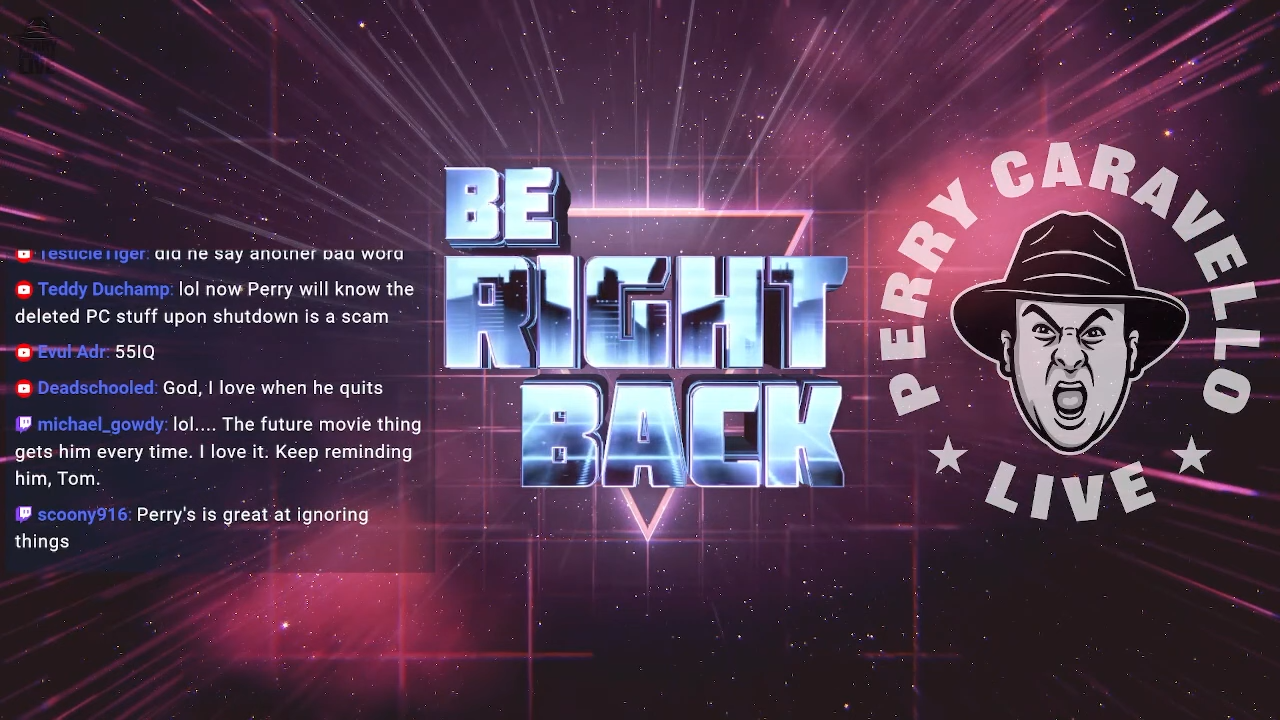 LIVE
BE
RIGHT
BACK
PERRY CARAVELLO
LIVE
TesticleTiger: did he say another bad word
Teddy Duchamp: lol now Perry will know the
deleted PC stuff upon shutdown is a scam
Evul Adr: 55IQ
Deadschooled: God, I love when he quits
michael_gowdy: lol.... The future movie thing
gets him every time. I love it. Keep reminding
him, Tom.
scoony916: Perry's is great at ignoring
things